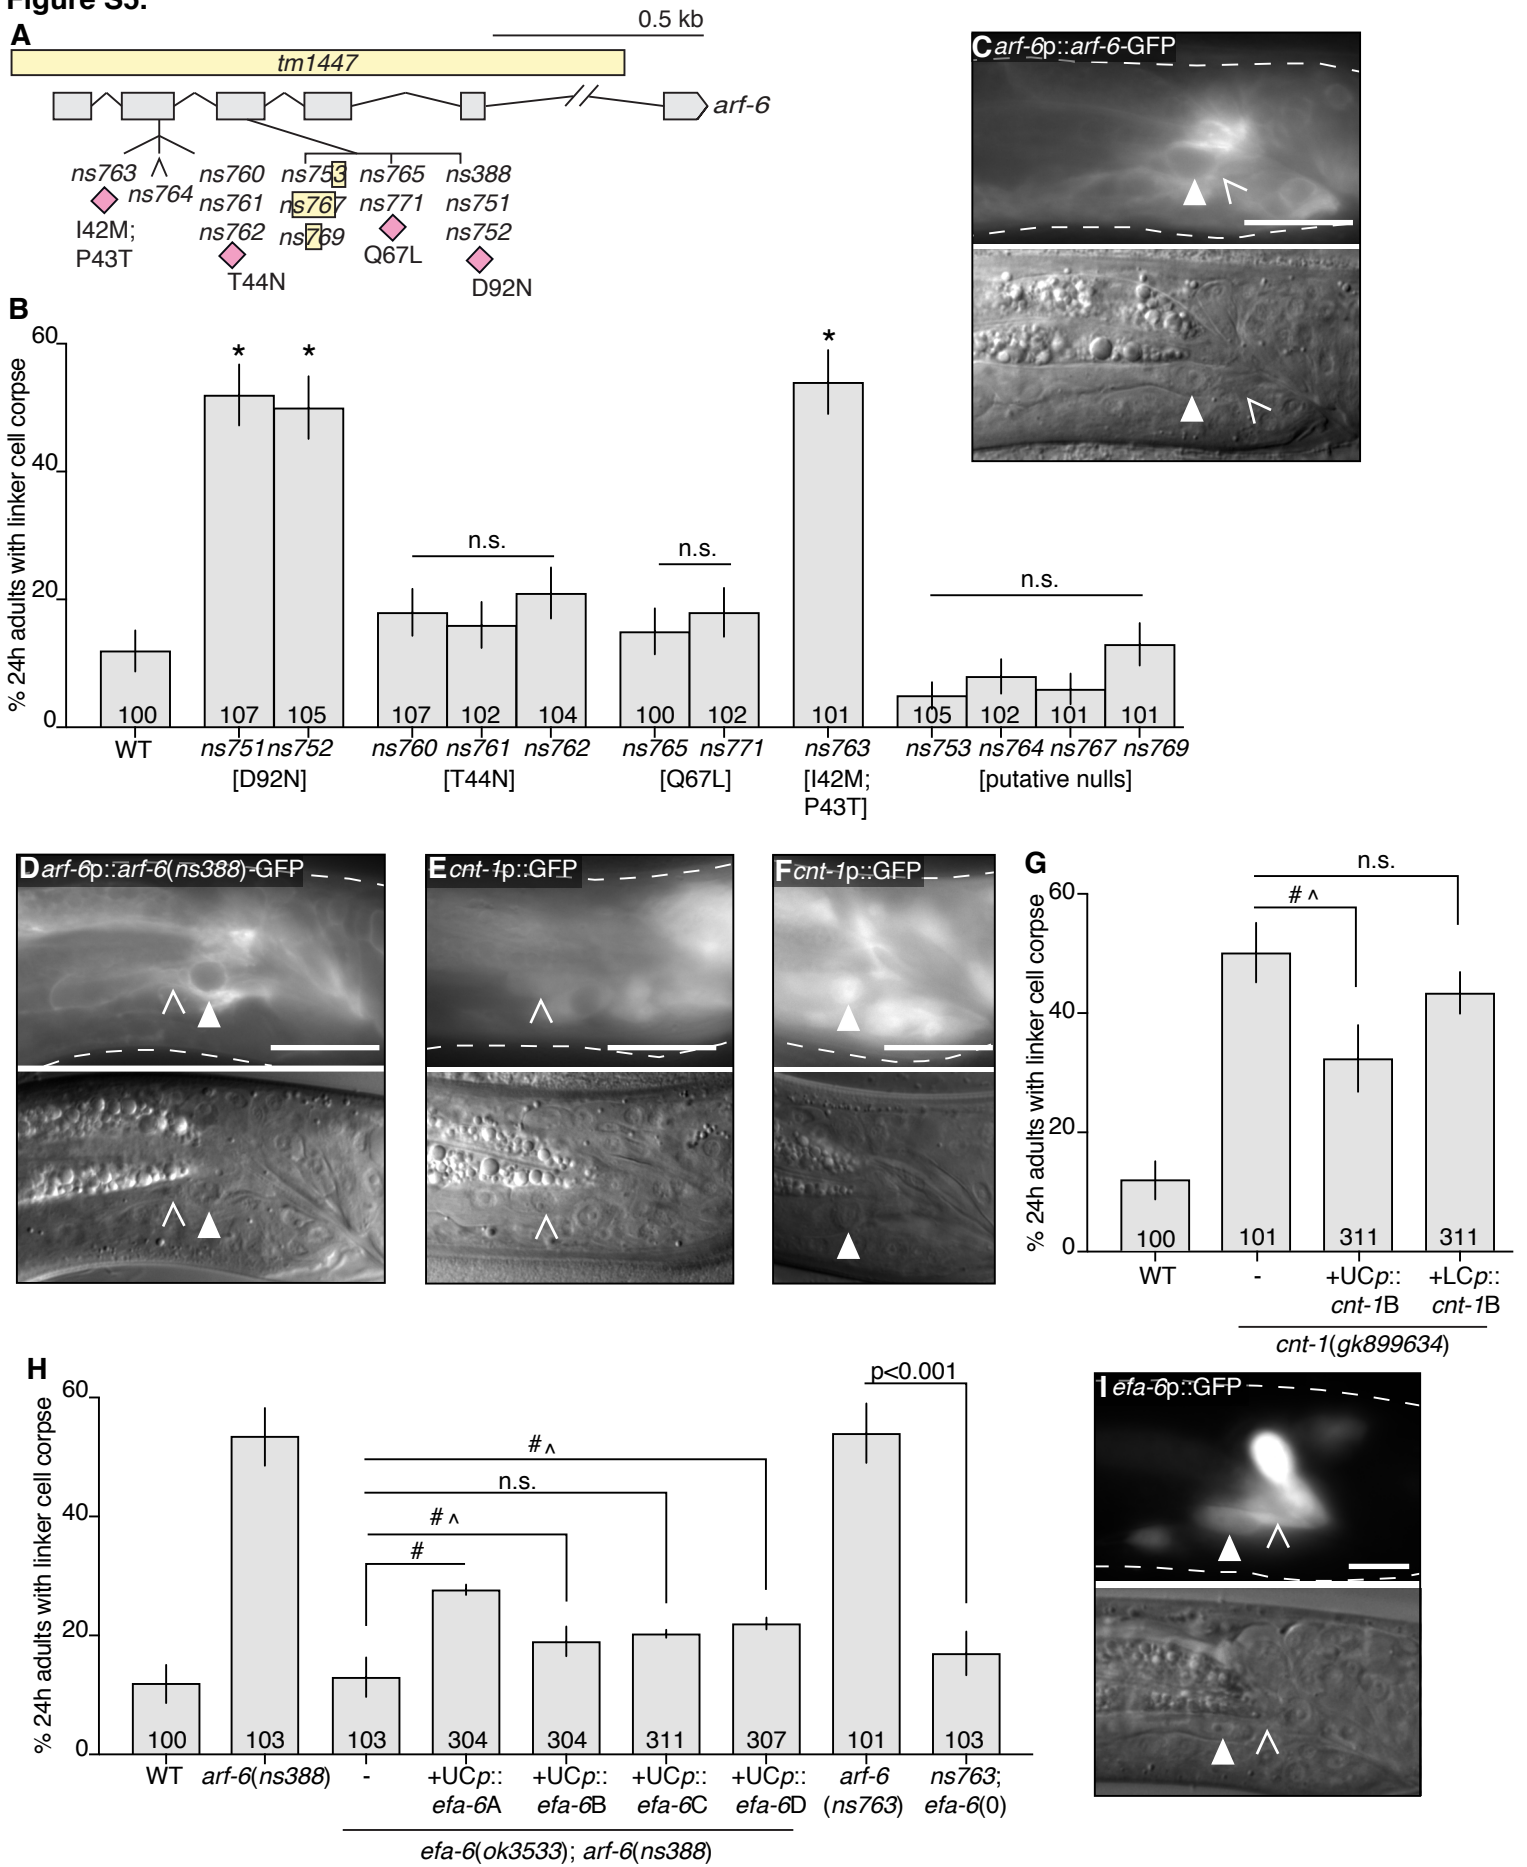 Figure S5.
A
0.5 kb
tm1447
arf-6
ns763
ns764
I42M;
P43T
ns760
ns761
ns762
T44N
ns753
ns767
ns769
ns765
ns771
Q67L
ns388
ns751
ns752
D92N
B
% 24h adults with linker cell corpse
60
40
20
0
* * n.s. n.s. * n.s.
100 107 105 107 102 104 100 102 101 105 102 101 101
WT ns751 ns752 ns760 ns761 ns762 ns765 ns771 ns763 ns753 ns764 ns767 ns769
[D92N] [T44N] [Q67L] [I42M; [putative nulls]
P43T]
C arf-6p::arf-6-GFP
D arf-6p::arf-6(ns388)-GFP
E cnt-1p::GFP
F cnt-1p::GFP
G
% 24h adults with linker cell corpse
60
40
20
0
n.s.
# ^
100 101 311 311
WT - +UCp:: +LCp::
cnt-1B cnt-1B
cnt-1(gk899634)
H
% 24h adults with linker cell corpse
60
40
20
0
p<0.001
# ^
n.s.
# ^
#
100 103 103 304 304 311 307 101 103
WT arf-6(ns388) - +UCp:: +UCp:: +UCp:: +UCp:: arf-6 ns763;
efa-6A efa-6B efa-6C efa-6D (ns763) efa-6(0)
efa-6(ok3533); arf-6(ns388)
I efa-6p::GFP